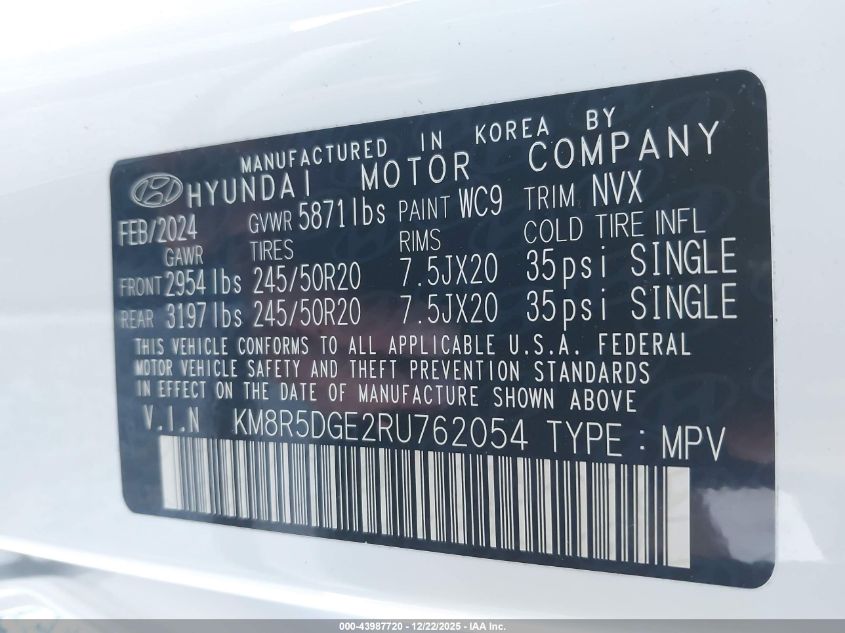 MANUFACTURED IN KOREA BY
HYUNDAI MOTOR COMPANY
FEB/2024 GVWR 5871lbs PAINT WC9 TRIM NVX
GAWR TIRES RIMS COLD TIRE INFL
FRONT 2954lbs 245/50R20 7.5JX20 35psi SINGLE
REAR 3197lbs 245/50R20 7.5JX20 35psi SINGLE
THIS VEHICLE CONFORMS TO ALL APPLICABLE U.S.A. FEDERAL
MOTOR VEHICLE SAFETY AND THEFT PREVENTION STANDARDS
IN EFFECT ON THE DATE OF MANUFACTURE SHOWN ABOVE
V.I.N KM8R5DGE2RU762054 TYPE : MPV
000-43987720 - 12/22/2025 - IAA Inc.